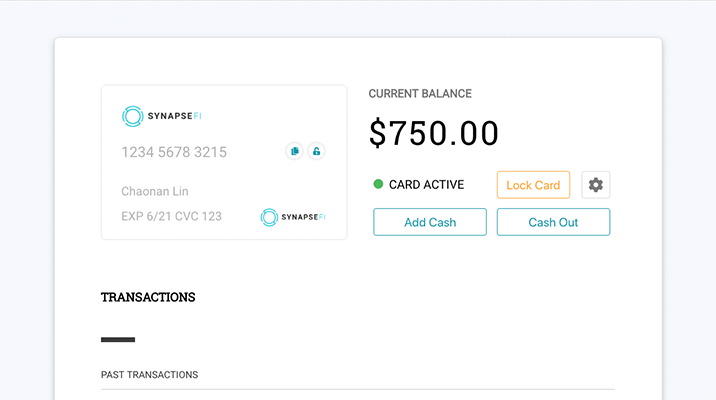 SYNAPSEFI
1234 5678 3215
Chaonan Lin
EXP 6/21 CVC 123
SYNAPSEFI
CURRENT BALANCE
$750.00
CARD ACTIVE
Lock Card
Add Cash
Cash Out
TRANSACTIONS
PAST TRANSACTIONS